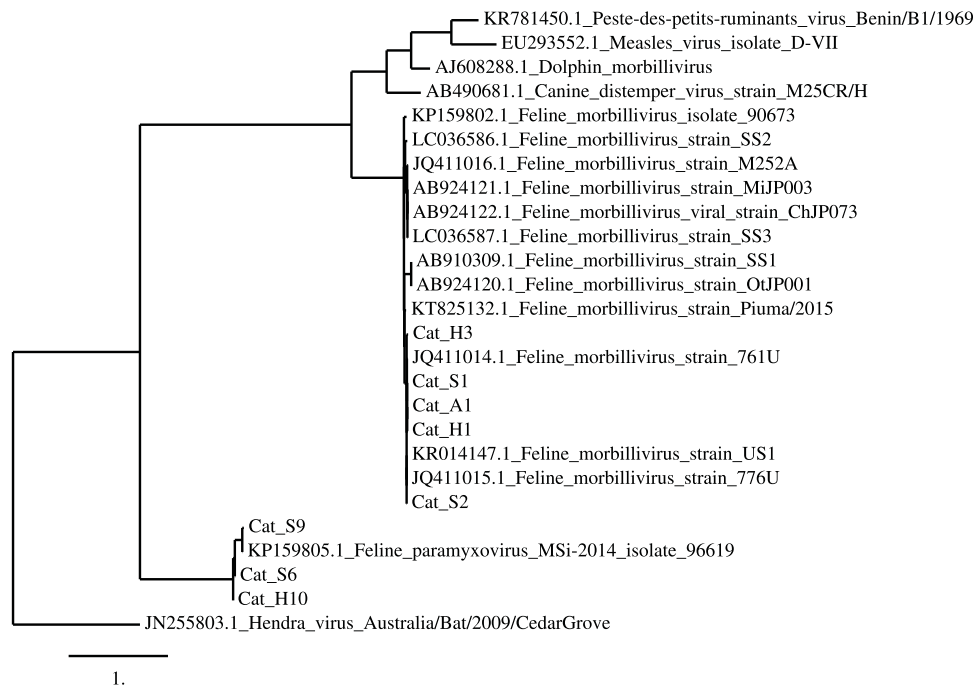 KR781450.1_Peste-des-petits-ruminants_virus_Benin/B1/1969
EU293552.1_Measles_virus_isolate_D-VII
AJ608288.1_Dolphin_morbillivirus
AB490681.1_Canine_distemper_virus_strain_M25CR/H
KP159802.1_Feline_morbillivirus_isolate_90673
LC036586.1_Feline_morbillivirus_strain_SS2
JQ411016.1_Feline_morbillivirus_strain_M252A
AB924121.1_Feline_morbillivirus_strain_MiJP003
AB924122.1_Feline_morbillivirus_viral_strain_ChJP073
LC036587.1_Feline_morbillivirus_strain_SS3
AB910309.1_Feline_morbillivirus_strain_SS1
AB924120.1_Feline_morbillivirus_strain_OtJP001
KT825132.1_Feline_morbillivirus_strain_Piuma/2015
Cat_H3
JQ411014.1_Feline_morbillivirus_strain_761U
Cat_S1
Cat_A1
Cat_H1
KR014147.1_Feline_morbillivirus_strain_US1
JQ411015.1_Feline_morbillivirus_strain_776U
Cat_S2
Cat_S9
KP159805.1_Feline_paramyxovirus_MSi-2014_isolate_96619
Cat_S6
Cat_H10
JN255803.1_Hendra_virus_Australia/Bat/2009/CedarGrove
1.